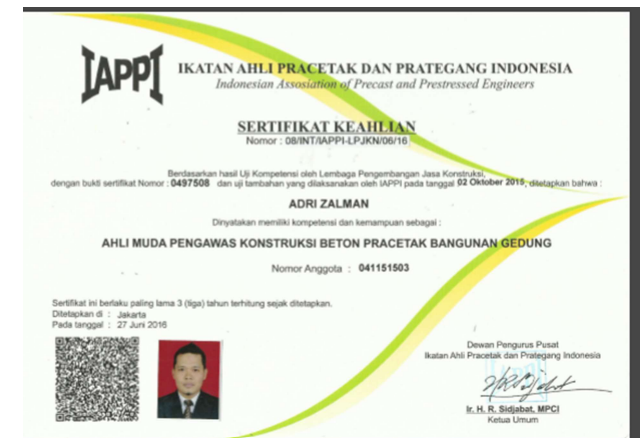 IAPPI
IKATAN AHLI PRACETAK DAN PRATEGANG INDONESIA
Indonesian Assosiation of Precast and Prestressed Engineers
SERTIFIKAT KEAHLIAN
Nomor : 08/INT/IAPPI-LPJKN/06/16
Berdasarkan hasil Uji Kompetensi oleh Lembaga Pengembangan Jasa Konstruksi,
dengan bukti sertifikat Nomor : 0497508 dan uji tambahan yang dilaksanakan oleh IAPPI pada tanggal 02 Oktober 2015, ditetapkan bahwa :
ADRI ZALMAN
Dinyatakan memiliki kompetensi dan kemampuan sebagai :
AHLI MUDA PENGAWAS KONSTRUKSI BETON PRACETAK BANGUNAN GEDUNG
Nomor Anggota : 041151503
Sertifikat ini berlaku paling lama 3 (tiga) tahun terhitung sejak ditetapkan.
Ditetapkan di : Jakarta
Pada tanggal : 27 Juni 2016
Dewan Pengurus Pusat
Ikatan Ahli Pracetak dan Prategang Indonesia
Ir. H. R. Sidjabat, MPCI
Ketua Umum